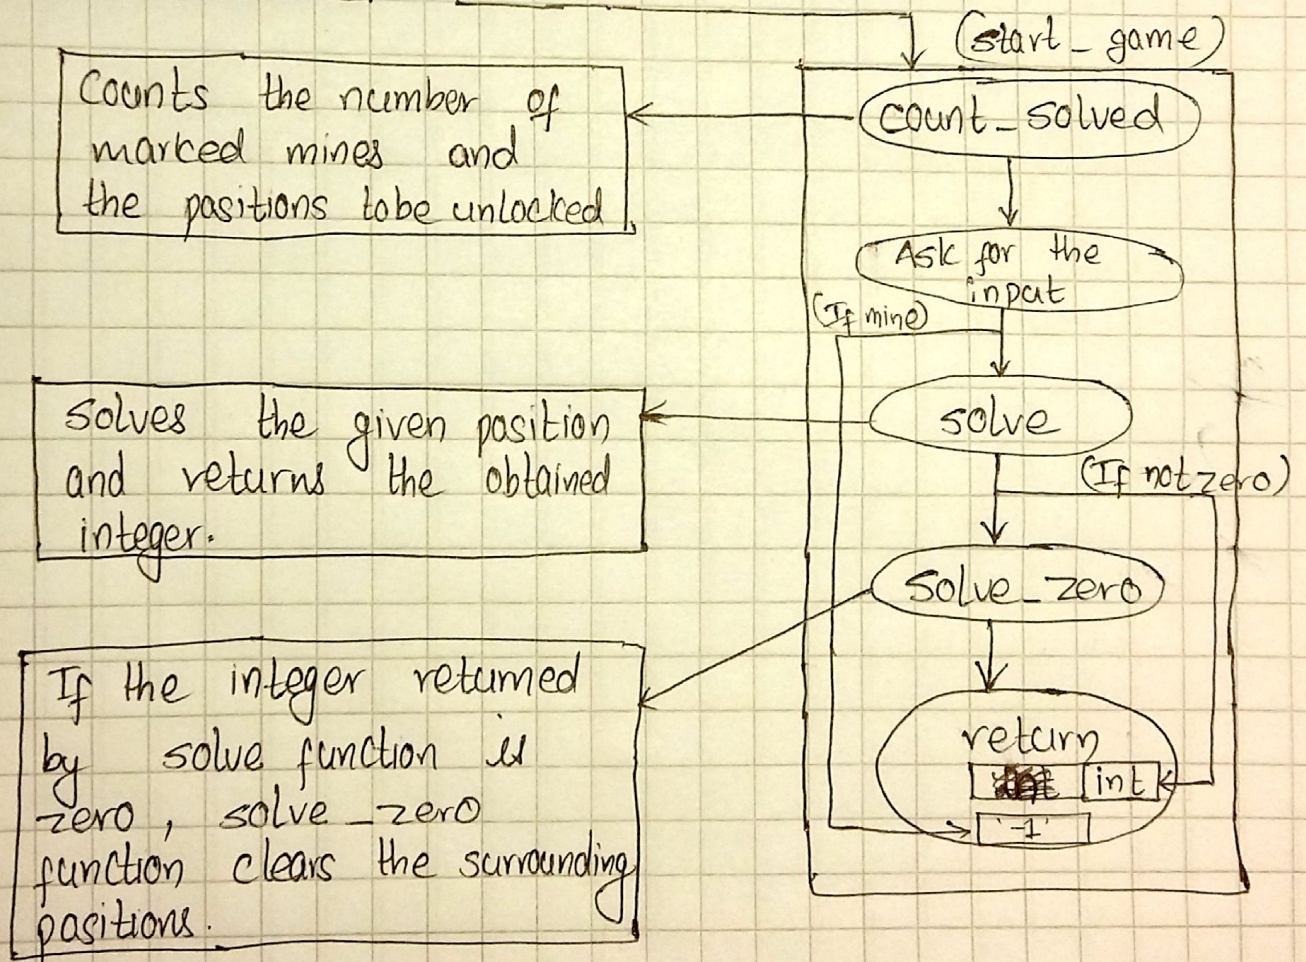 (start_game)
Counts the number of
marked mines and
the positions tobe unlocked
count_solved
Ask for the
input
(If mine)
solve
Solves the given position
and returns the obtained
integer.
(If not zero)
solve_zero
If the integer returned
by solve function is
zero, solve_zero
function clears the surrounding
positions.
return
int
'-1'